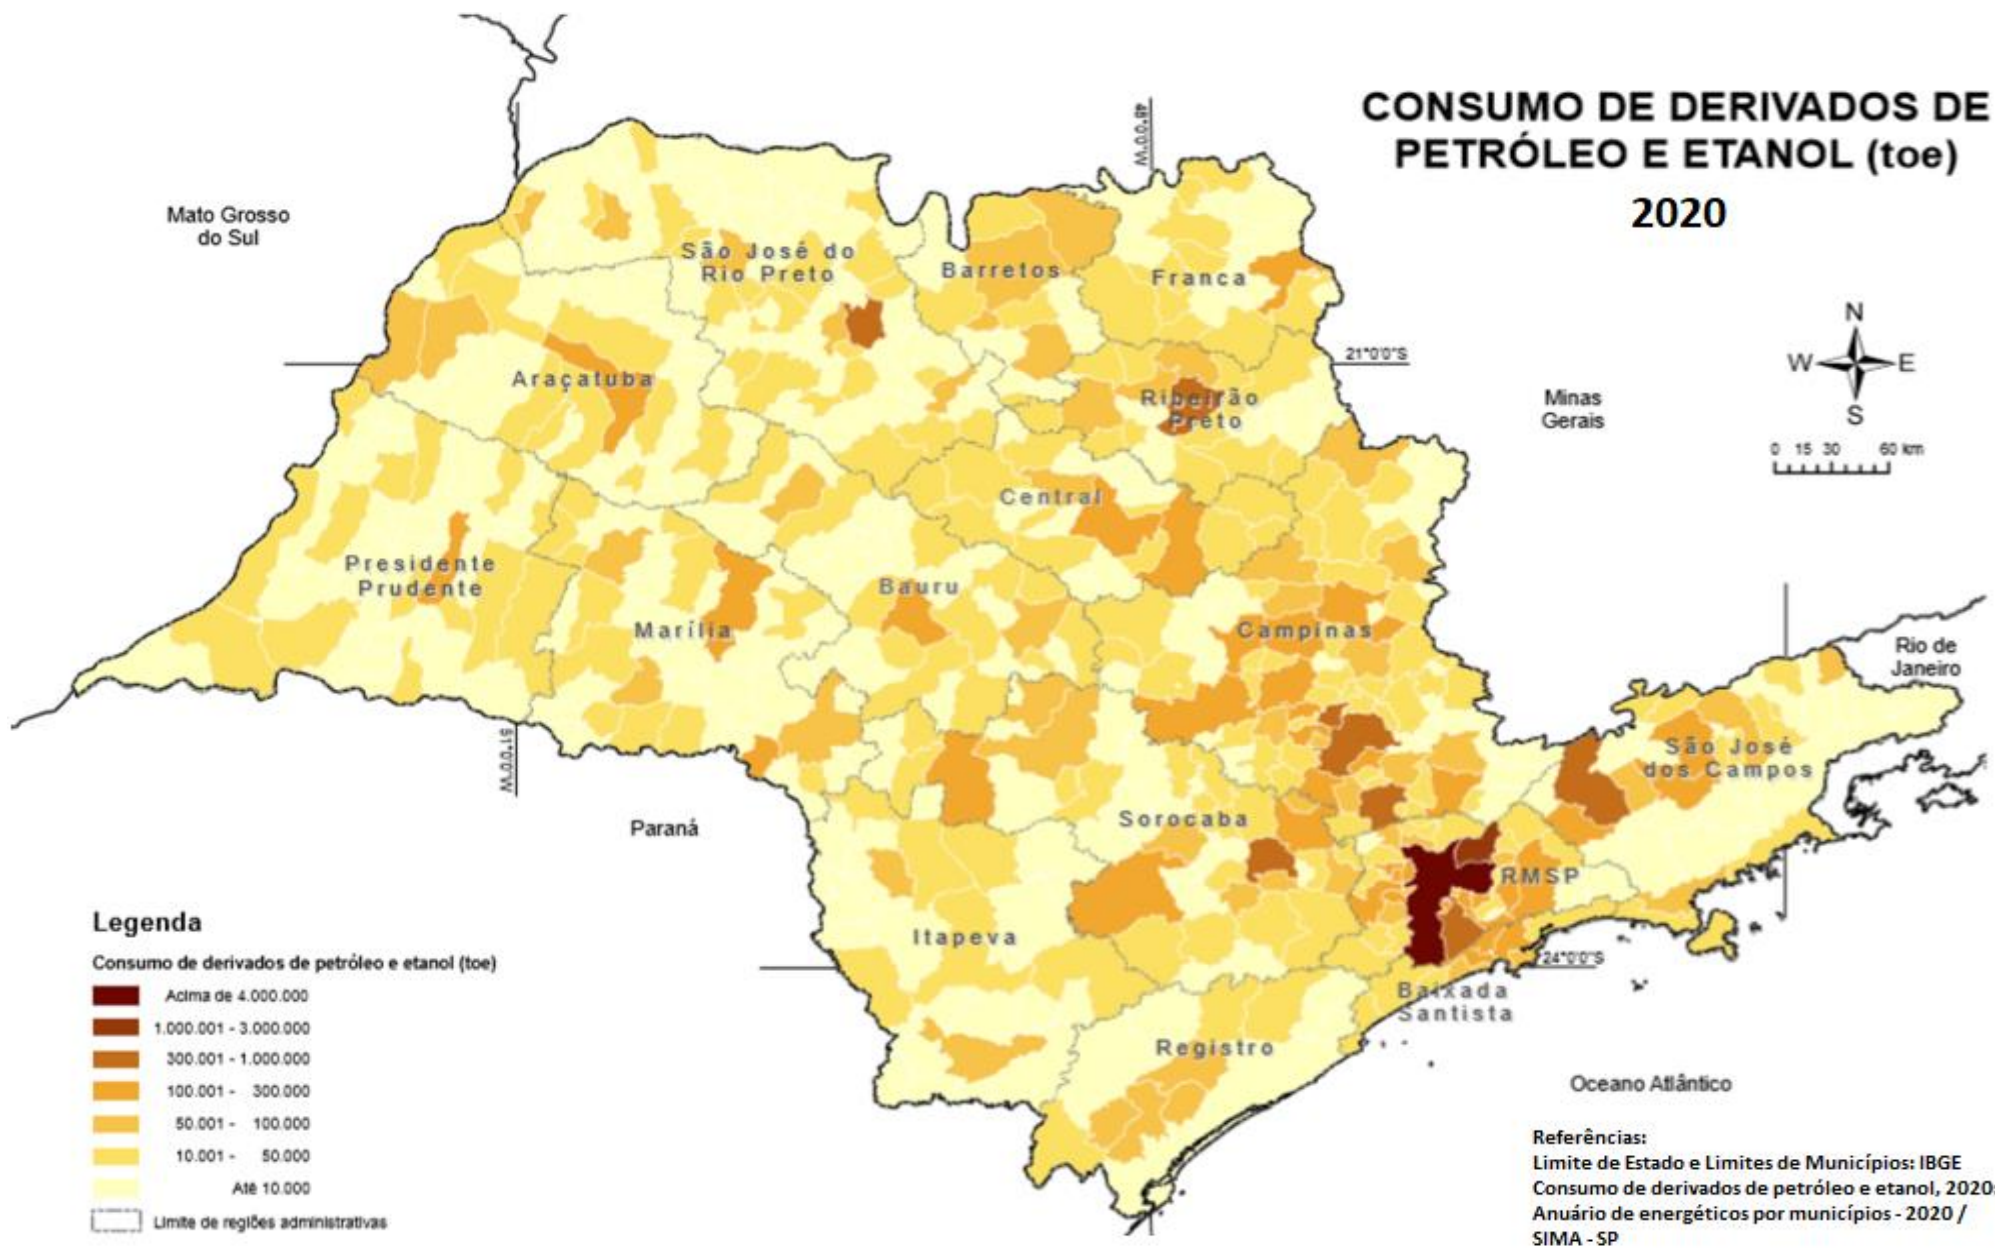 CONSUMO DE DERIVADOS DE
PETRÓLEO E ETANOL (toe)
2020
48°0'0"W
Mato Grosso
do Sul
São José do
Rio Preto
Barretos
Franca
N
W
E
S
21°0'0"S
0 15 30 60 km
Minas
Gerais
Araçatuba
Ribeirão
Preto
Central
Presidente
Prudente
Bauru
Marília
Campinas
Rio de
Janeiro
51°0'0"W
São José
dos Campos
Paraná
Sorocaba
RMSP
Itapeva
24°0'0"S
Baixada
Santista
Registro
Oceano Atlântico
Legenda
Consumo de derivados de petróleo e etanol (toe)
Acima de 4.000.000
1.000.001 - 3.000.000
300.001 - 1.000.000
100.001 - 300.000
50.001 - 100.000
10.001 - 50.000
Até 10.000
Limite de regiões administrativas
Referências:
Limite de Estado e Limites de Municípios: IBGE
Consumo de derivados de petróleo e etanol, 2020:
Anuário de energéticos por municípios - 2020 /
SIMA - SP